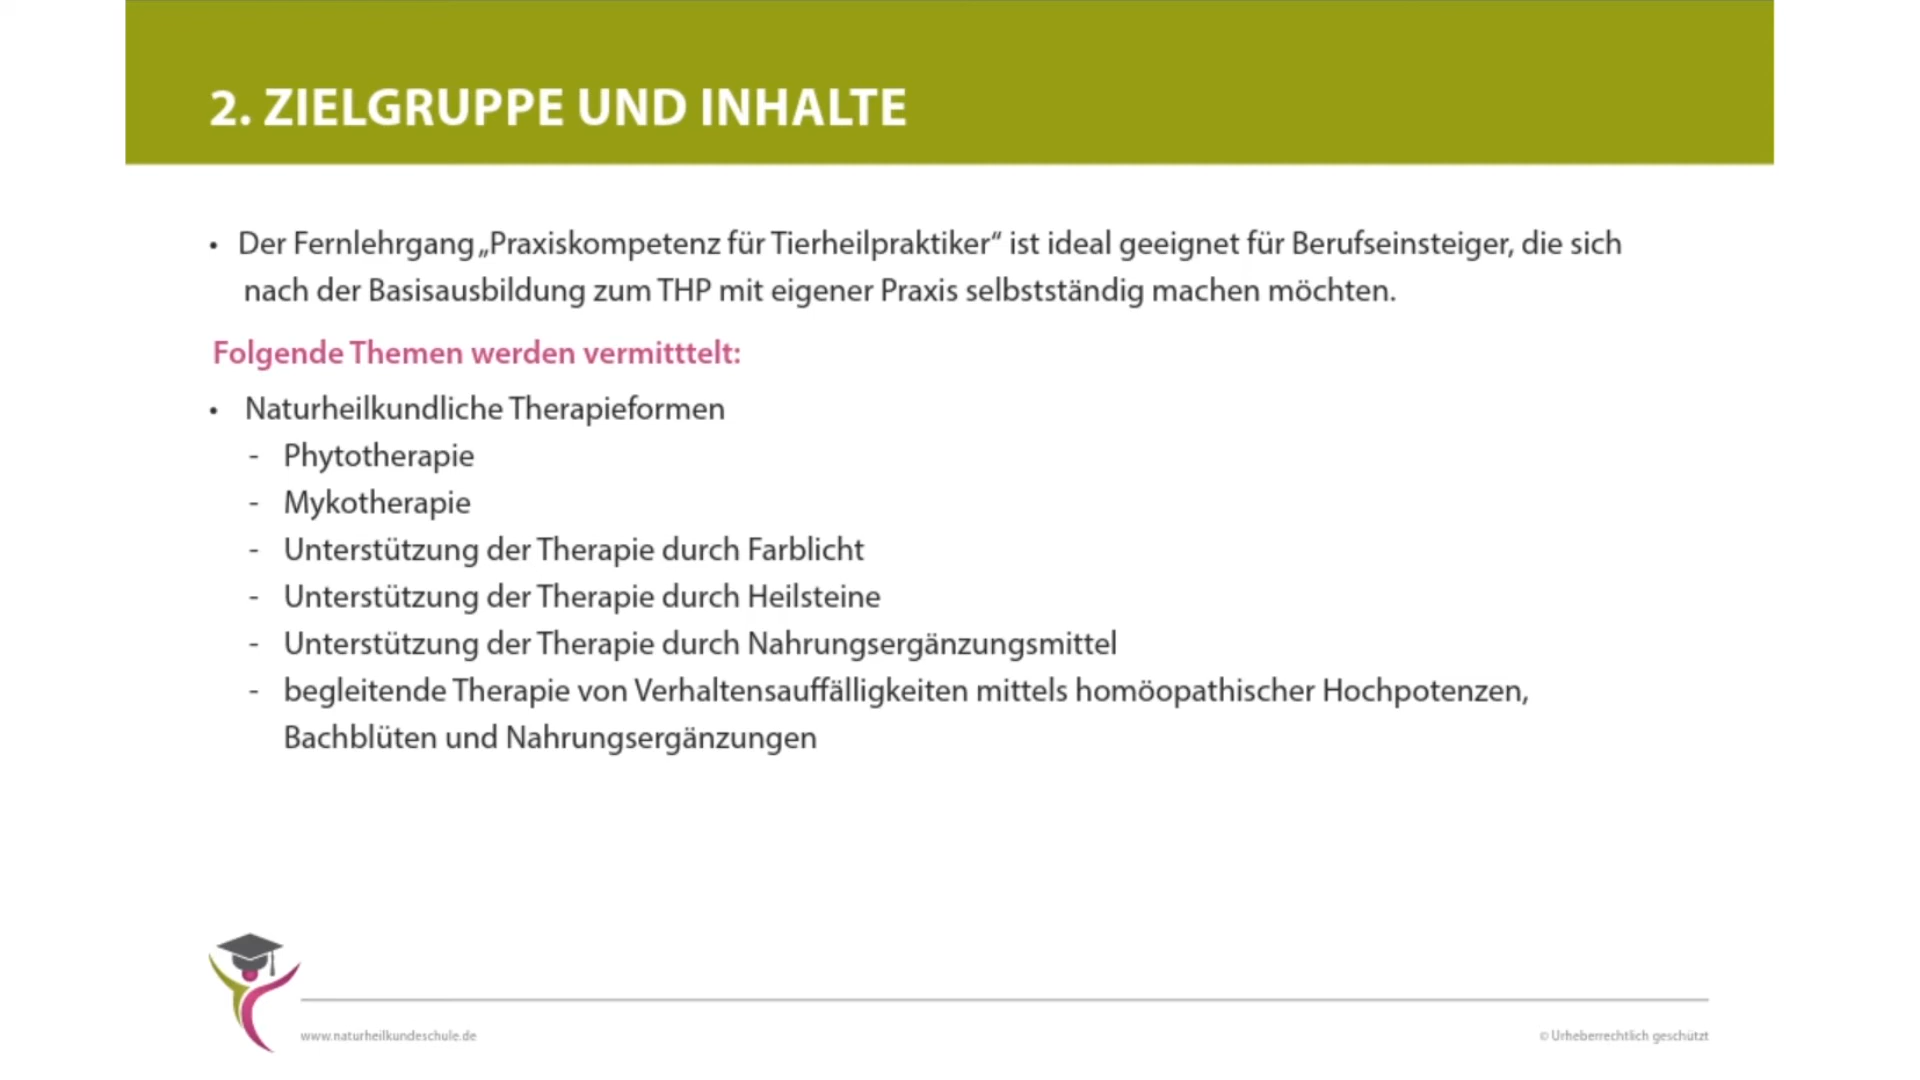 2. ZIELGRUPPE UND INHALTE
• Der Fernlehrgang „Praxiskompetenz für Tierheilpraktiker“ ist ideal geeignet für Berufseinsteiger, die sich
nach der Basisausbildung zum THP mit eigener Praxis selbstständig machen möchten.
Folgende Themen werden vermitttelt:
• Naturheilkundliche Therapieformen
- Phytotherapie
- Mykotherapie
- Unterstützung der Therapie durch Farblicht
- Unterstützung der Therapie durch Heilsteine
- Unterstützung der Therapie durch Nahrungsergänzungsmittel
- begleitende Therapie von Verhaltensauffälligkeiten mittels homöopathischer Hochpotenzen,
Bachblüten und Nahrungsergänzungen
www.naturheilkundeschule.de
© Urheberrechtlich geschützt